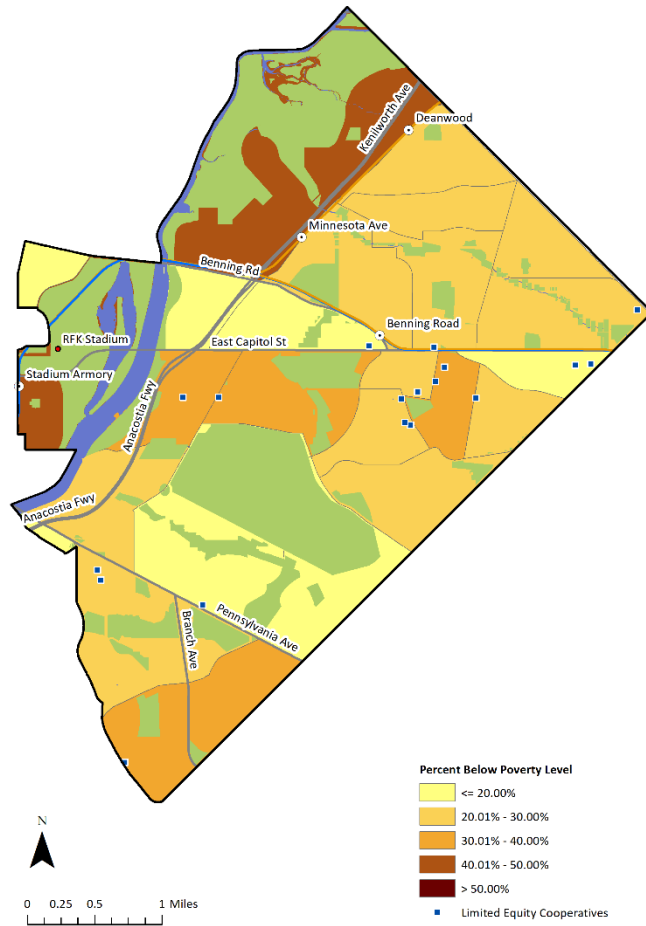 Kenilworth Ave
Deanwood
Minnesota Ave
Benning Rd
Benning Road
RFK Stadium
East Capitol St
Stadium Armory
Anacostia Fwy
Anacostia Fwy
Pennsylvania Ave
Branch Ave
Percent Below Poverty Level
<= 20.00%
20.01% - 30.00%
30.01% - 40.00%
40.01% - 50.00%
> 50.00%
Limited Equity Cooperatives
N
0 0.25 0.5 1 Miles